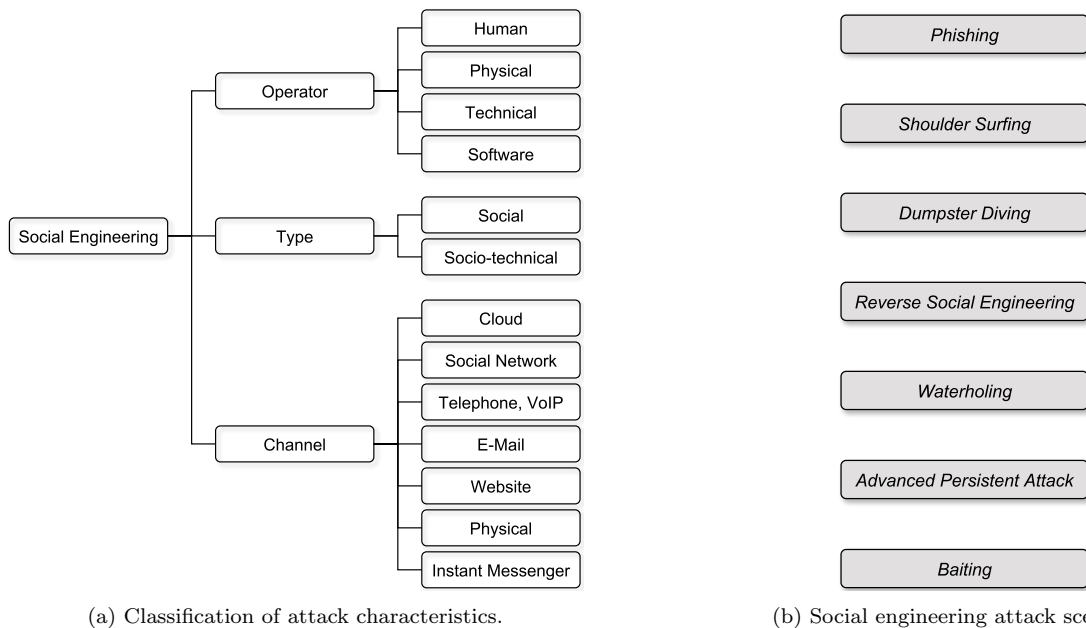 Social Engineering
Operator
Human
Physical
Technical
Software
Type
Social
Socio-technical
Channel
Cloud
Social Network
Telephone, VoIP
E-Mail
Website
Physical
Instant Messenger
(a) Classification of attack characteristics.
Phishing
Shoulder Surfing
Dumpster Diving
Reverse Social Engineering
Waterholing
Advanced Persistent Attack
Baiting
(b) Social engineering attack